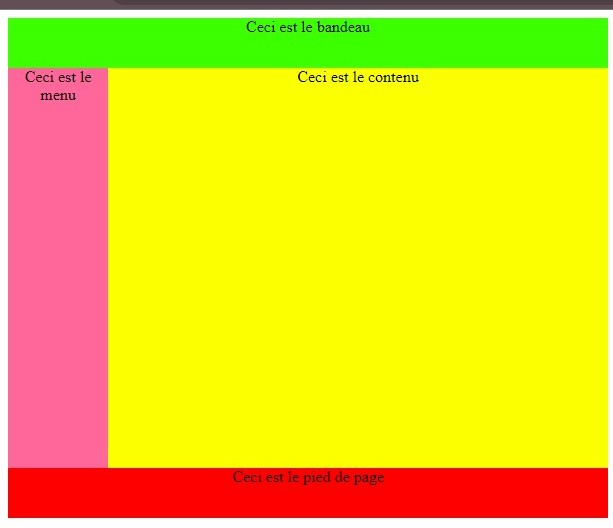 Ceci est le bandeau
Ceci est le
menu
Ceci est le contenu
Ceci est le pied de page